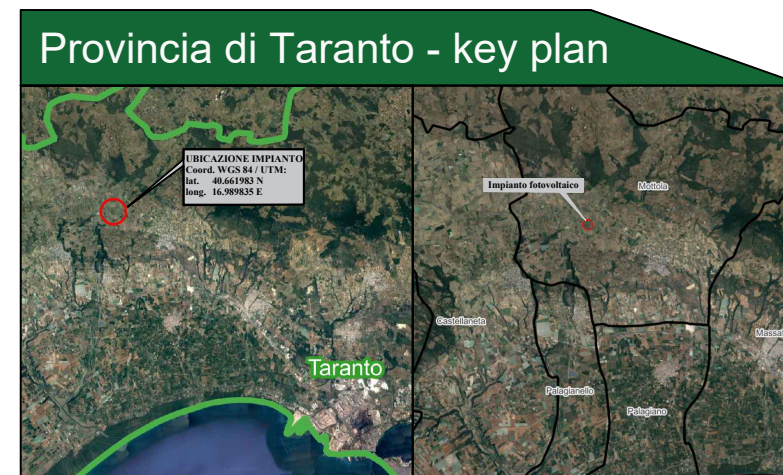 Provincia di Taranto - key plan
UBICAZIONE IMPIANTO
Coord. WGS 84 / UTM:
lat. 40.661983 N
long. 16.989835 E
Taranto
Impianto fotovoltaico
Mottola
Castellaneta
Massa
Palagianello
Palagiano